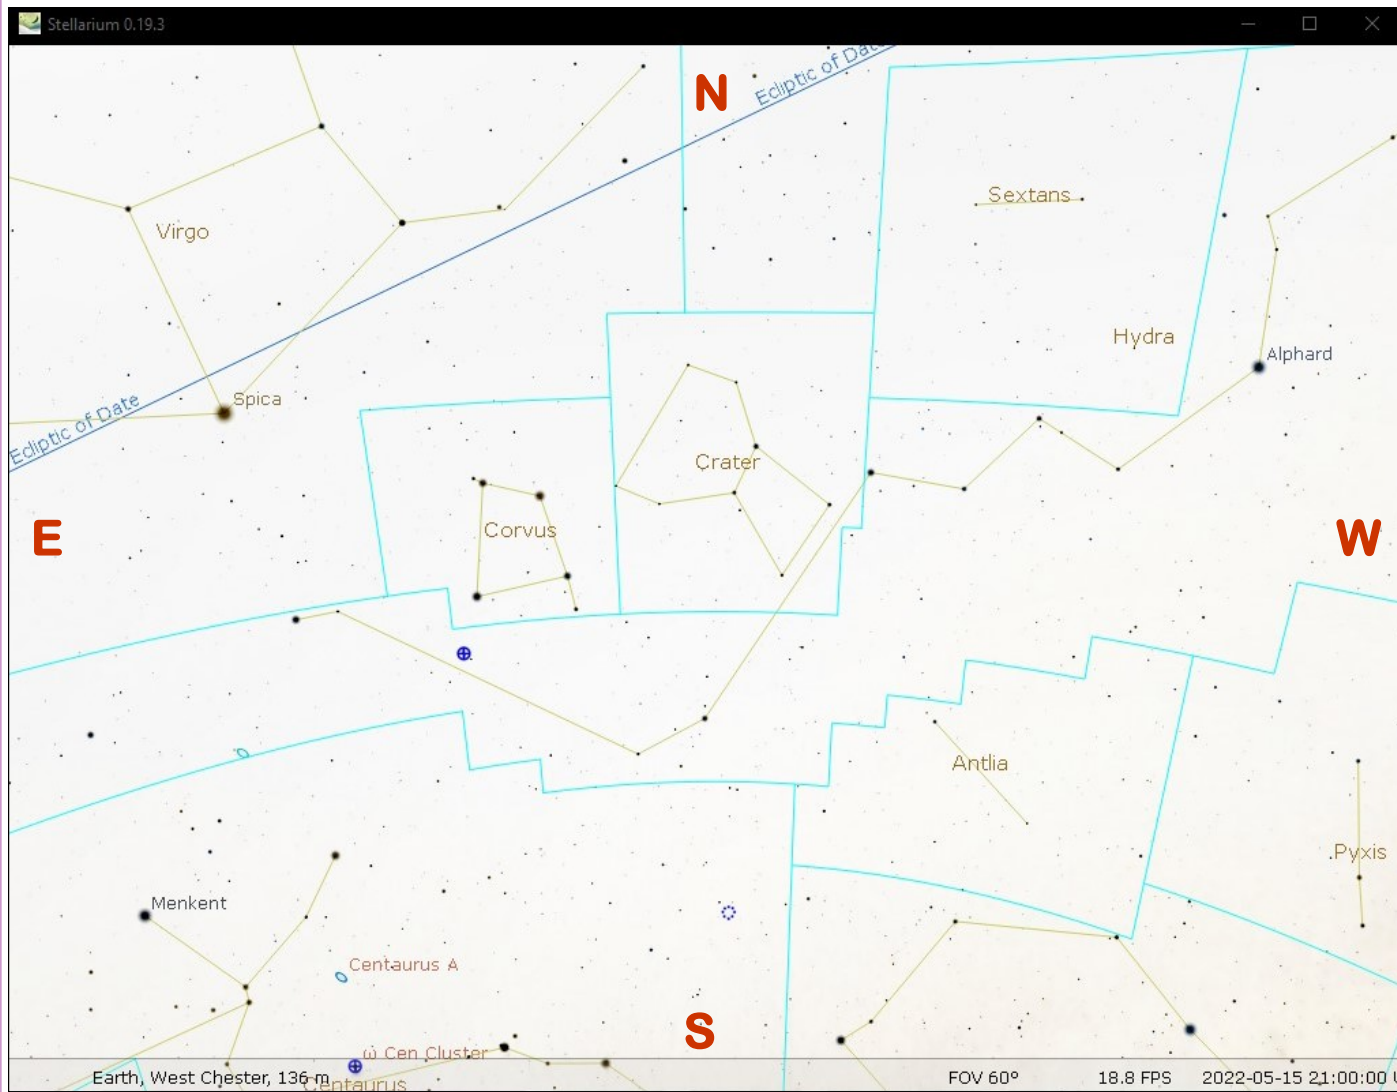 Stellarium 0.19.3
N
Ecliptic of Date
Sextans
Virgo
Hydra
Alphard
Spica
Ecliptic of Date
Crater
Corvus
E
W
Antlia
Pyxis
Menkent
Centaurus A
S
ω Cen Cluster
Earth, West Chester, 136 m
Centaurus
FOV 60°
18.8 FPS
2022-05-15 21:00:00